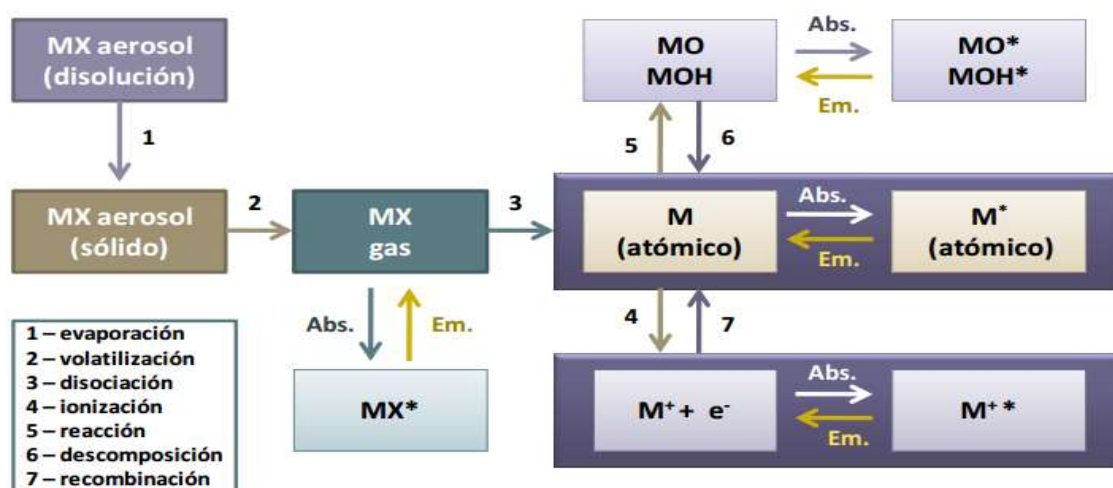 MX aerosol
(disolución)
1
MX aerosol
(sólido)
2
MX
gas
3
Abs.
Em.
MX*
MO
MOH
Abs.
Em.
MO*
MOH*
5
6
M
(atómico)
Abs.
Em.
M*
(atómico)
4
7
M+ + e-
Abs.
Em.
M+ *
1 – evaporación
2 – volatilización
3 – disociación
4 – ionización
5 – reacción
6 – descomposición
7 – recombinación